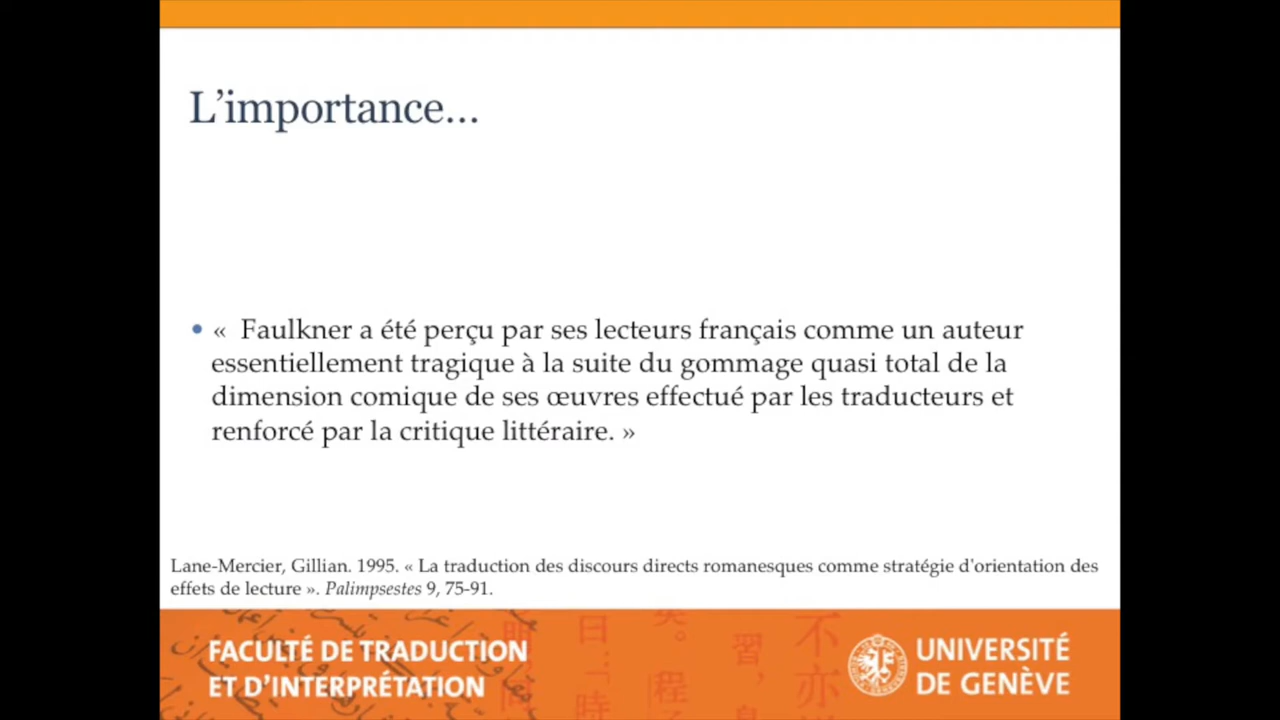 L’importance…
• «  Faulkner a été perçu par ses lecteurs français comme un auteur
essentiellement tragique à la suite du gommage quasi total de la
dimension comique de ses œuvres effectué par les traducteurs et
renforcé par la critique littéraire. »
Lane-Mercier, Gillian. 1995. « La traduction des discours directs romanesques comme stratégie d'orientation des
effets de lecture ». Palimpsestes 9, 75-91.
FACULTÉ DE TRADUCTION
ET D’INTERPRÉTATION
UNIVERSITÉ
DE GENÈVE